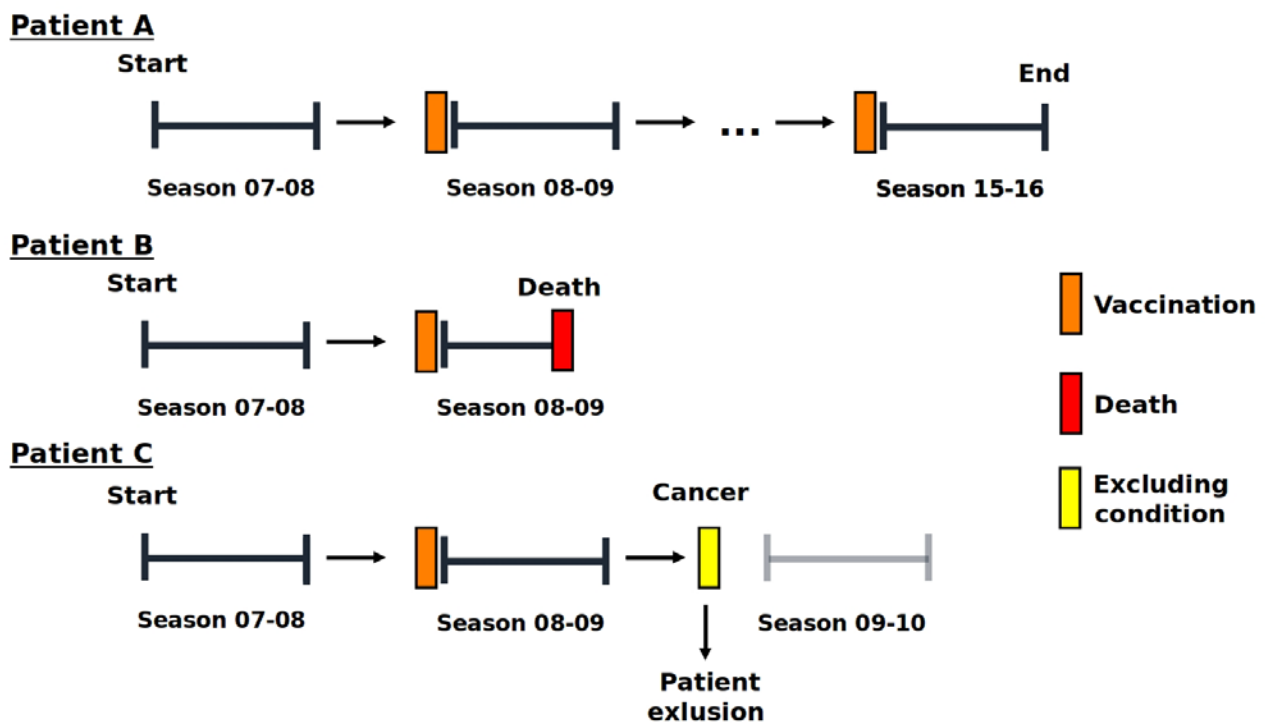 Patient A
Start
End
...
Season 07-08
Season 08-09
Season 15-16
Patient B
Start
Death
Season 07-08
Season 08-09
Vaccination
Death
Excluding
condition
Patient C
Start
Cancer
Season 07-08
Season 08-09
Season 09-10
Patient
exlusion